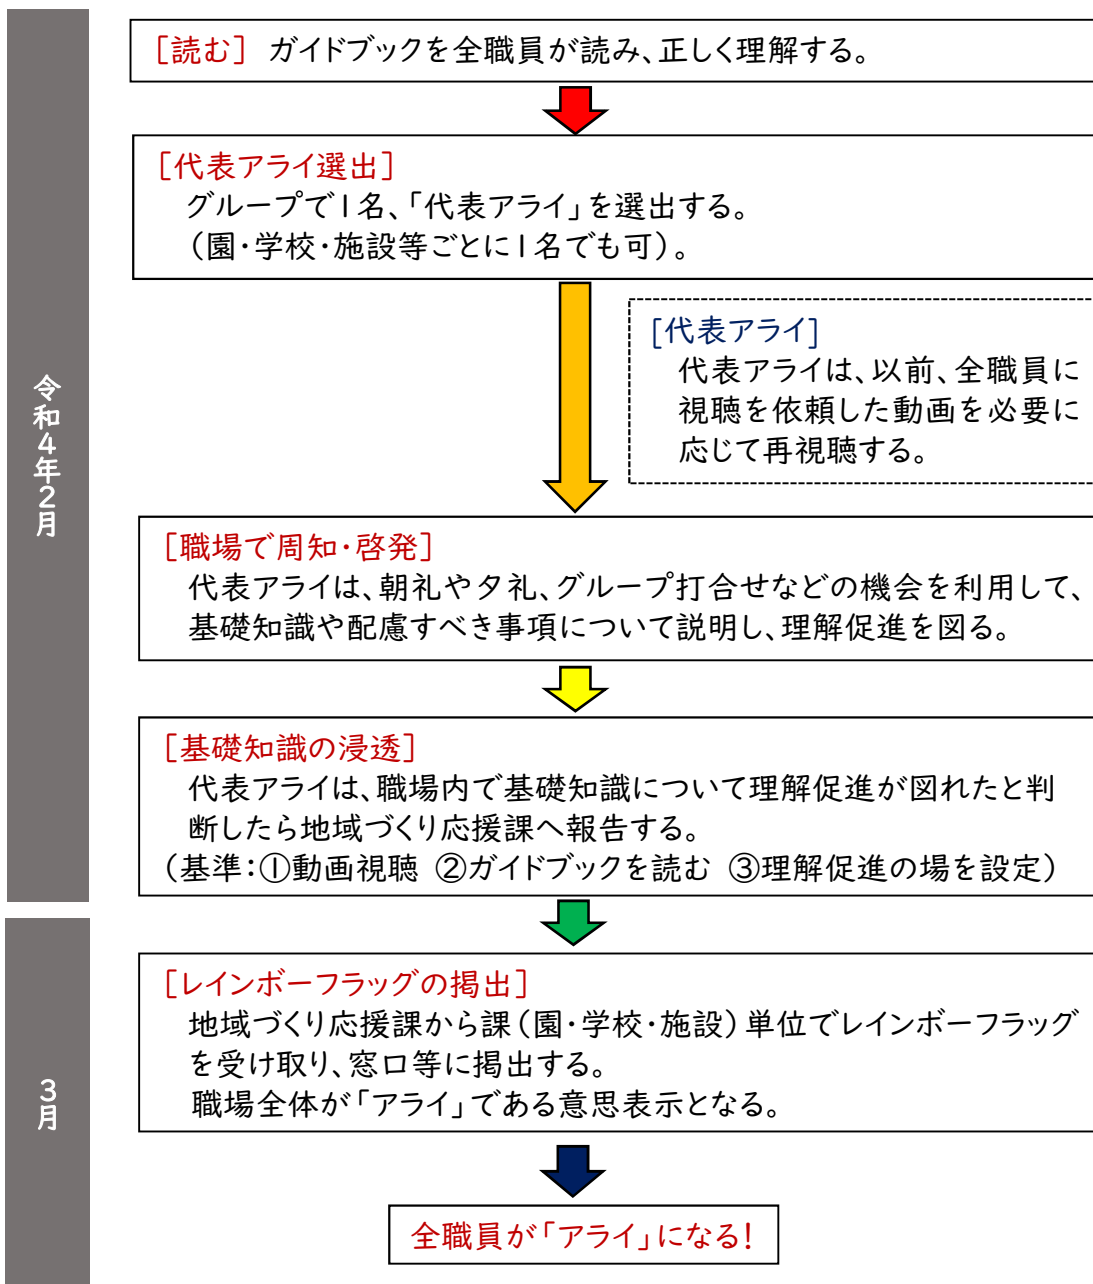 令和4年2月
[読む] ガイドブックを全職員が読み、正しく理解する。
[代表アライ選出]
グループで1名、「代表アライ」を選出する。
（園・学校・施設等ごとに1名でも可）。
[代表アライ]
代表アライは、以前、全職員に
視聴を依頼した動画を必要に
応じて再視聴する。
[職場で周知・啓発]
代表アライは、朝礼や夕礼、グループ打合せなどの機会を利用して、
基礎知識や配慮すべき事項について説明し、理解促進を図る。
[基礎知識の浸透]
代表アライは、職場内で基礎知識について理解促進が図れたと判
断したら地域づくり応援課へ報告する。
（基準：①動画視聴 ②ガイドブックを読む ③理解促進の場を設定）
3月
[レインボーフラッグの掲出]
地域づくり応援課から課（園・学校・施設）単位でレインボーフラッグ
を受け取り、窓口等に掲出する。
職場全体が「アライ」である意思表示となる。
全職員が「アライ」になる！